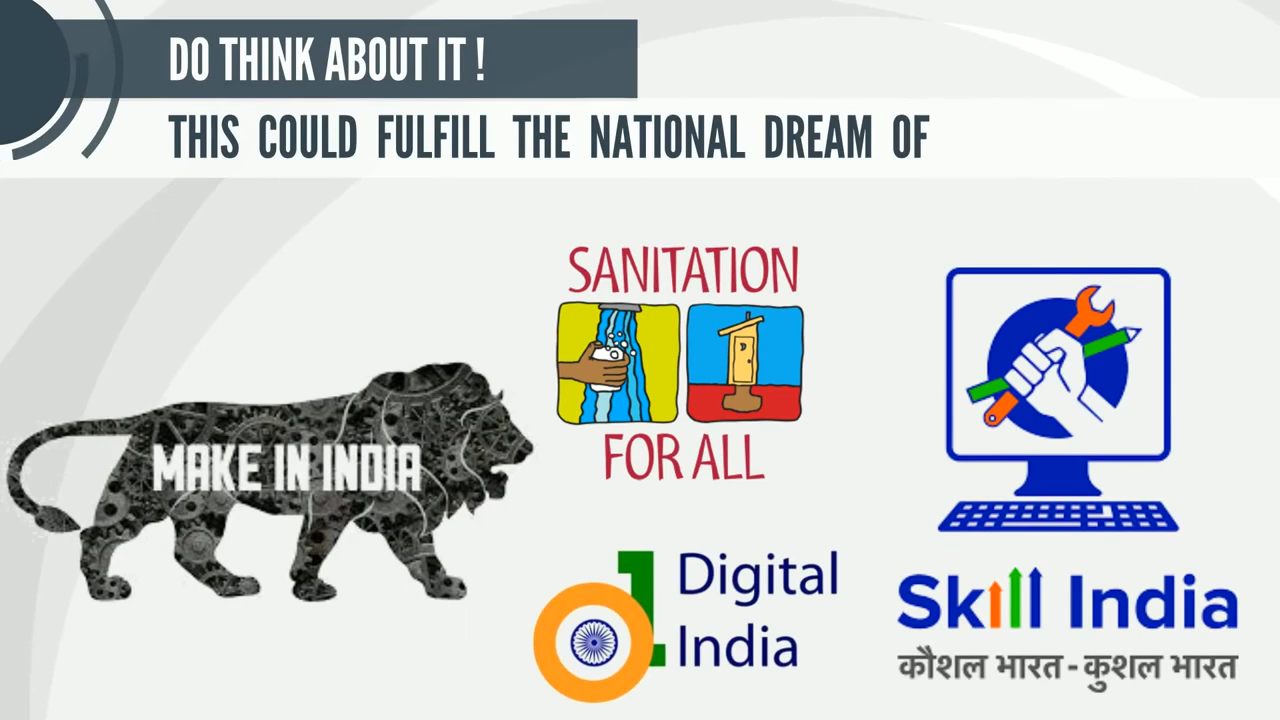 DO THINK ABOUT IT !
THIS COULD FULFILL THE NATIONAL DREAM OF
SANITATION
FOR ALL
MAKE IN INDIA
Digital
India
Skill India
कौशल भारत - कुशल भारत